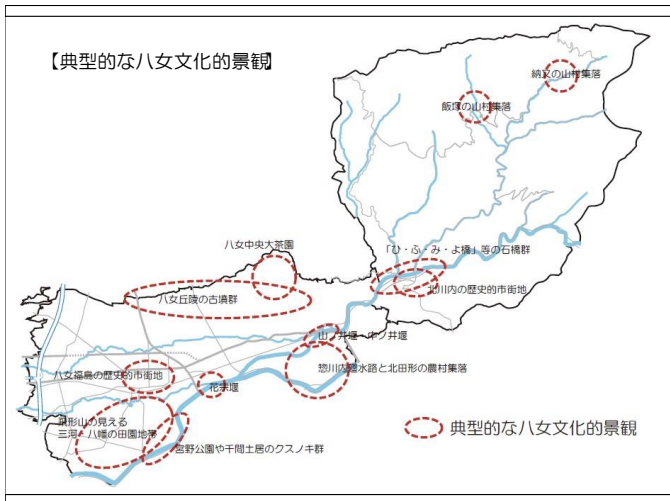 【典型的な八女文化的景観】
納又の山村集落
飯塚の山村集落
八女中央大茶園
「ひ・ふ・み・よ橋」等の石橋群
北川内の歴史的市街地
八女丘陵の古墳群
山ノ井堰・中ノ井堰
惣川内
水路と北田形の農村集落
八女福島の歴史的市街地
花宗堰
飛形山の見える
三河・八幡の田園地帯
宮野公園や千間土居のクスノキ群
典型的な八女文化的景観